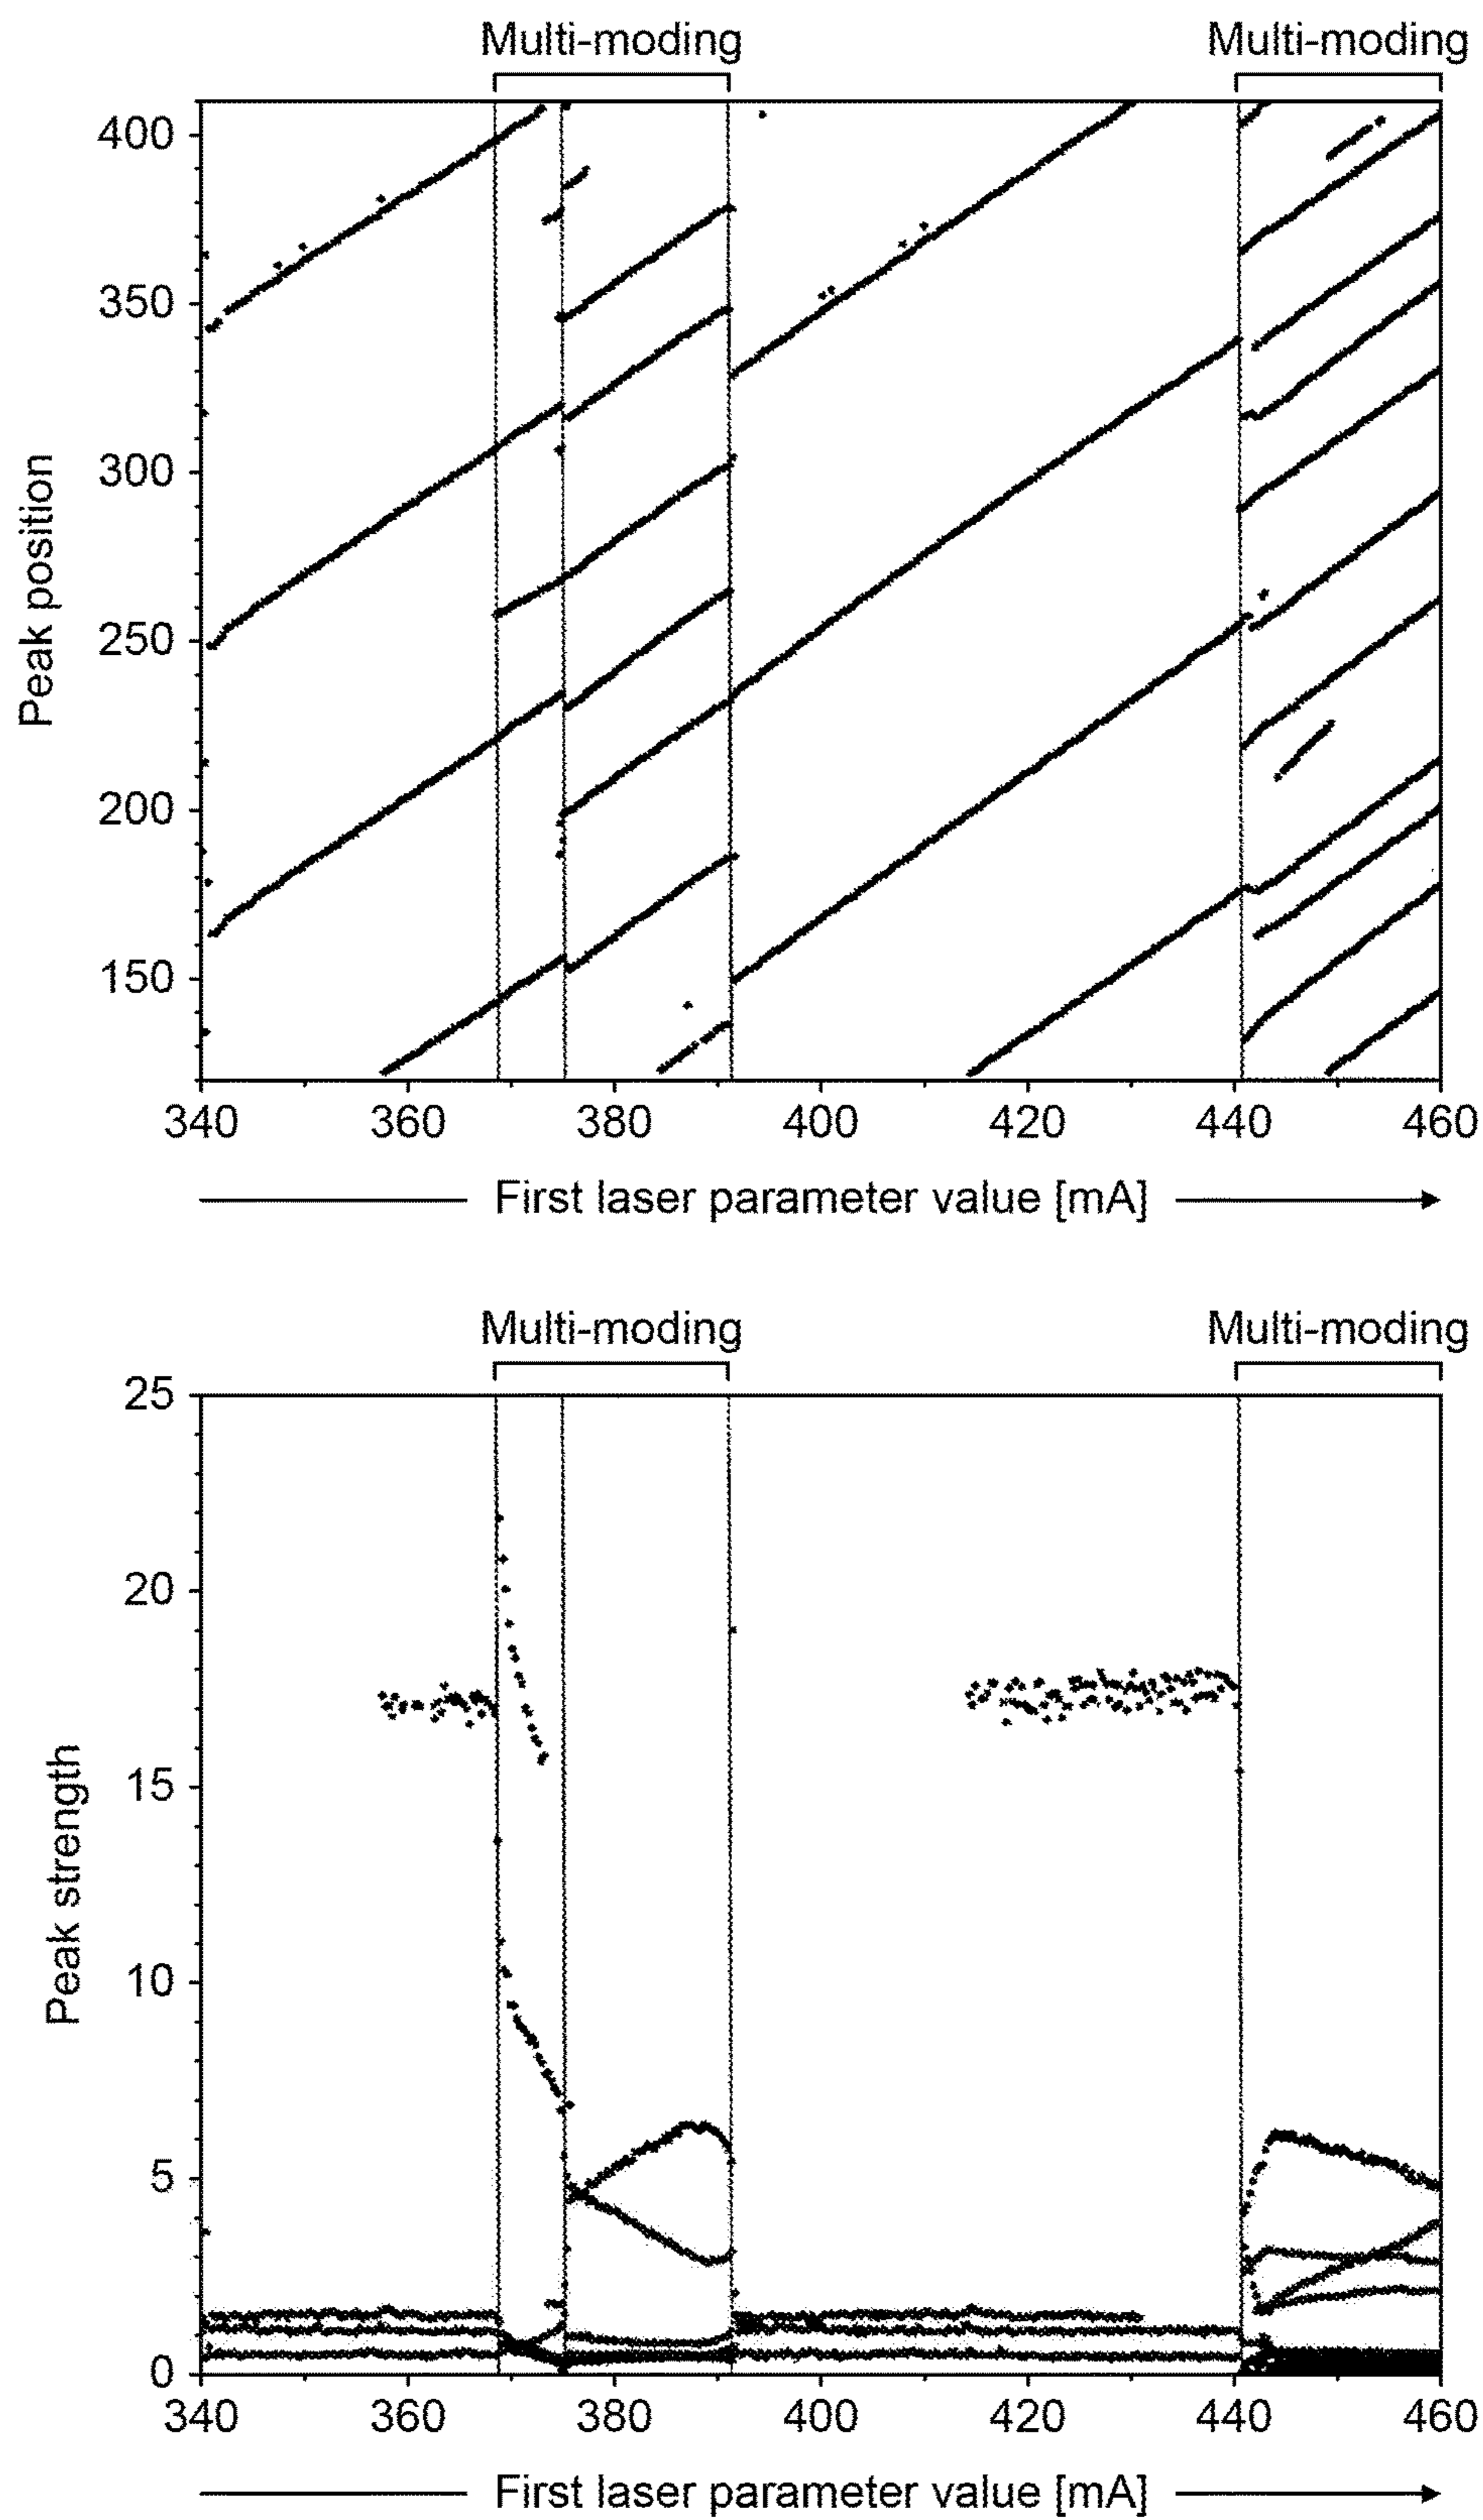 Multi-moding Multi-moding
400
350
300
250
200
150
Peak position
340 360 380 400 420 440 460
First laser parameter value [mA]
Multi-moding Multi-moding
25
20
15
10
5
0
Peak strength
340 360 380 400 420 440 460
First laser parameter value [mA]